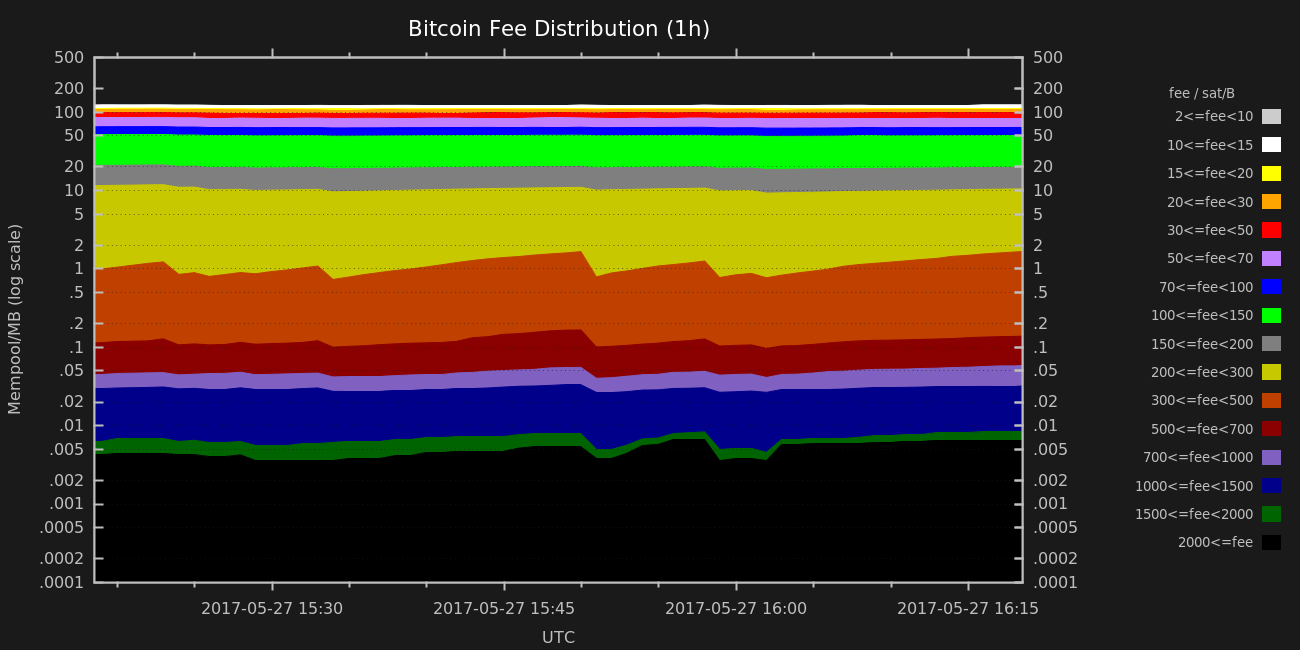 Bitcoin Fee Distribution (1h)
500
200
100
50
20
10
5
2
1
.5
.2
.1
.05
.02
.01
.005
.002
.001
.0005
.0002
.0001
Mempool/MB (log scale)
500
200
100
50
20
10
5
2
1
.5
.2
.1
.05
.02
.01
.005
.002
.001
.0005
.0002
.0001
2017-05-27 15:30
2017-05-27 15:45
2017-05-27 16:00
2017-05-27 16:15
UTC
fee / sat/B
2<=fee<10
10<=fee<15
15<=fee<20
20<=fee<30
30<=fee<50
50<=fee<70
70<=fee<100
100<=fee<150
150<=fee<200
200<=fee<300
300<=fee<500
500<=fee<700
700<=fee<1000
1000<=fee<1500
1500<=fee<2000
2000<=fee